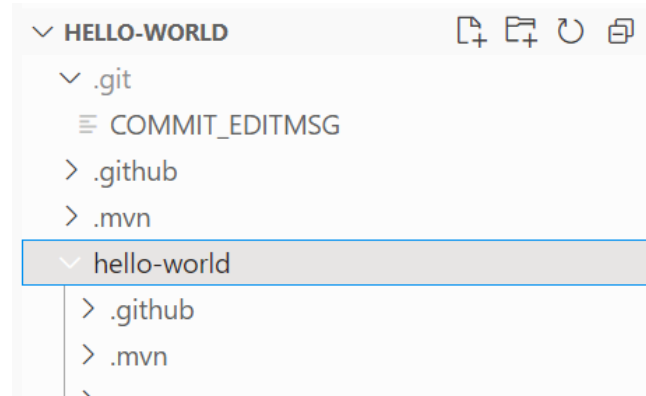 HELLO-WORLD
.git
COMMIT_EDITMSG
.github
.mvn
hello-world
.github
.mvn